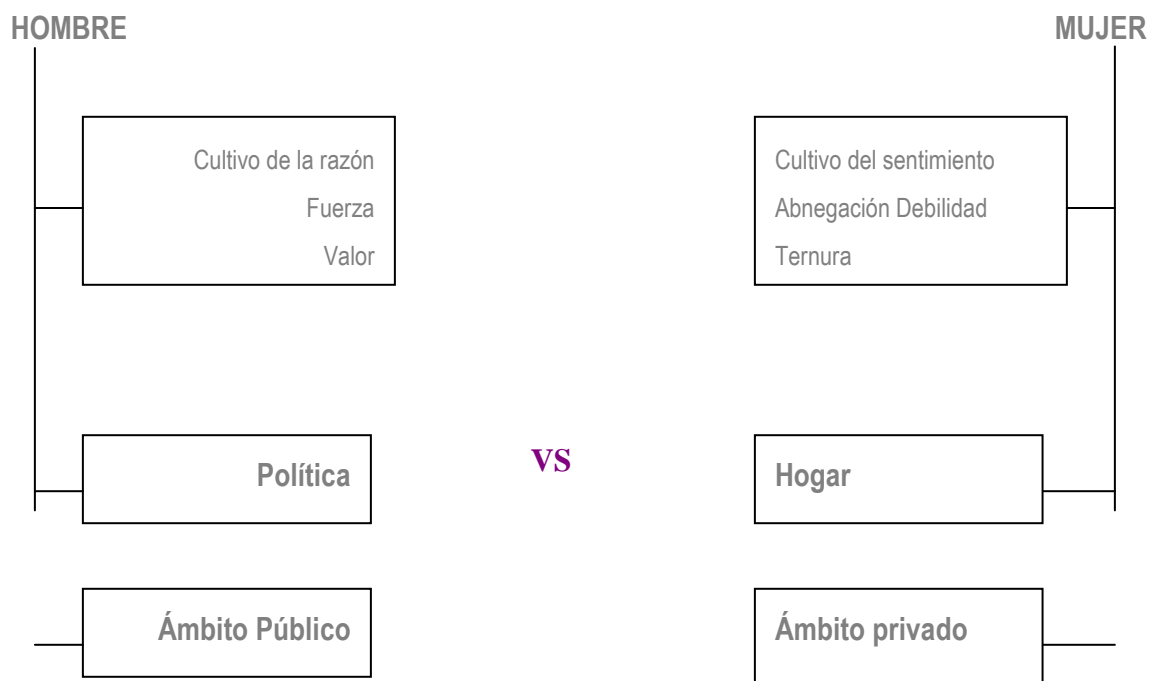 HOMBRE
MUJER
Cultivo de la razón
Fuerza
Valor
Cultivo del sentimiento
Abnegación Debilidad
Ternura
Política
vs
Hogar
Ámbito Público
Ámbito privado